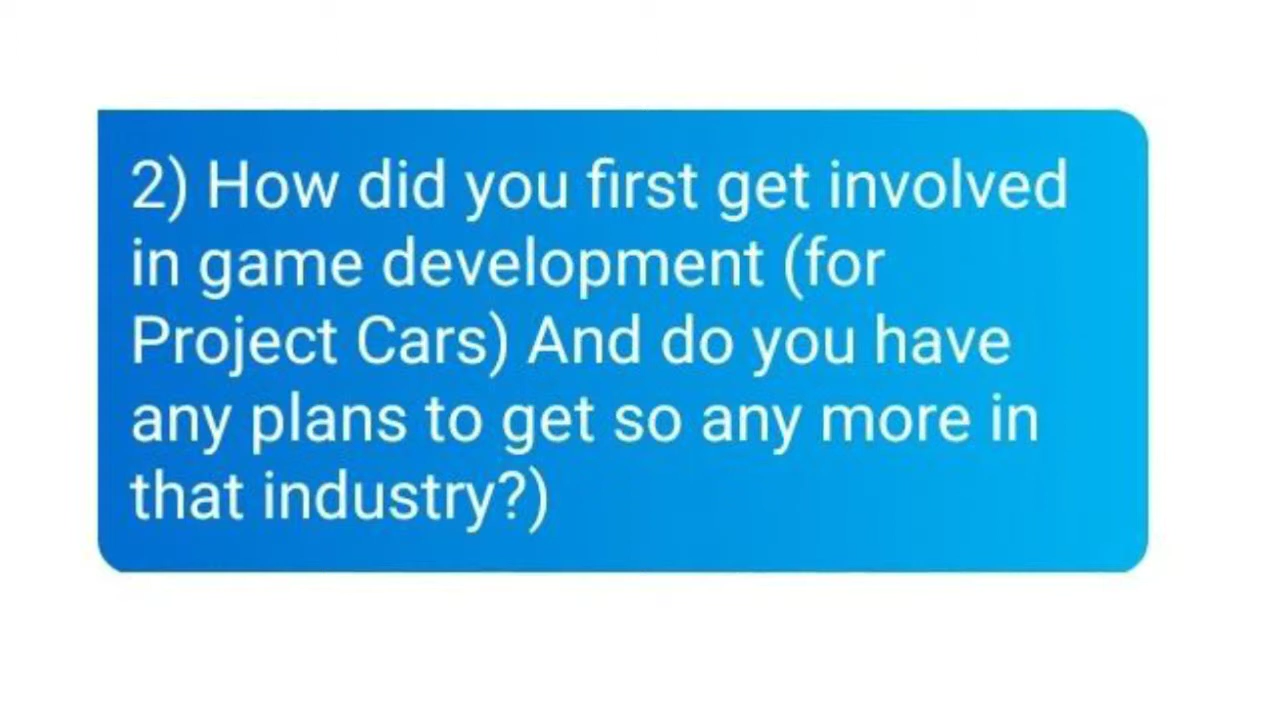 2) How did you first get involved
in game development (for
Project Cars) And do you have
any plans to get so any more in
that industry?)